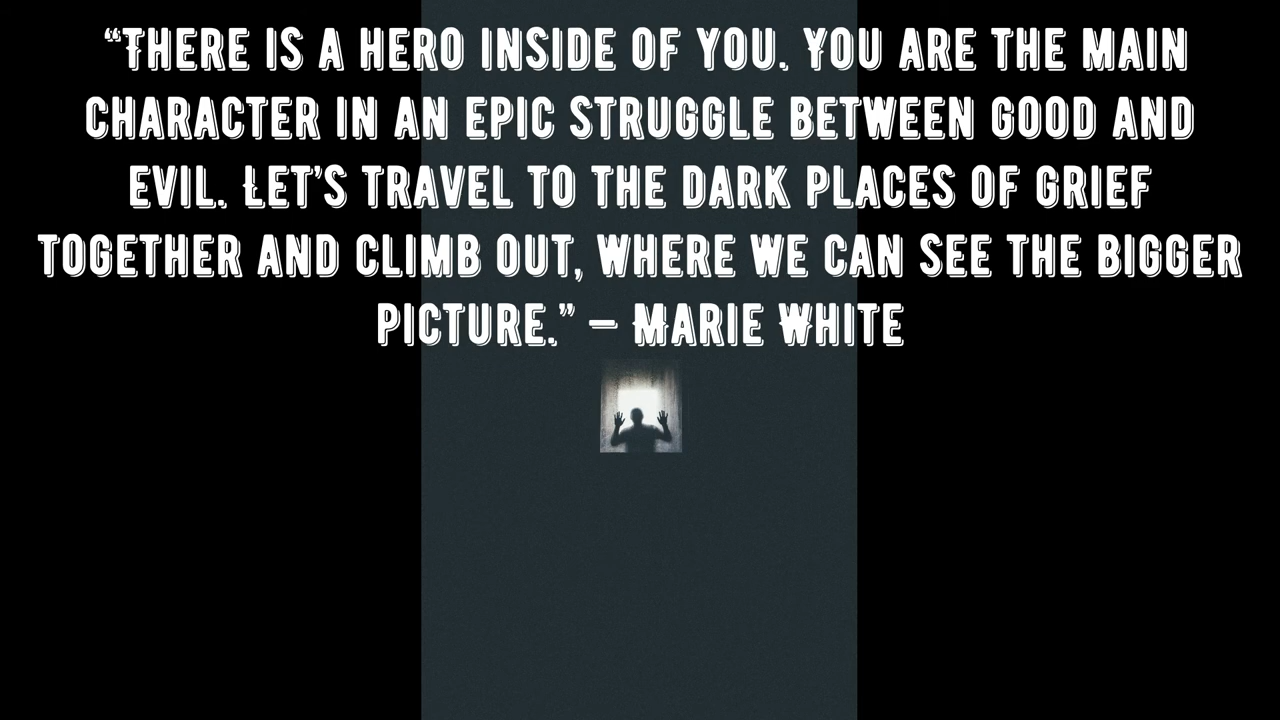 “There is a hero inside of you. You are the main
character in an epic Struggle between good and
evil. Let’s travel to the dark places of grief
together and climb out, where we can See the bigger
picture.” – Marie White